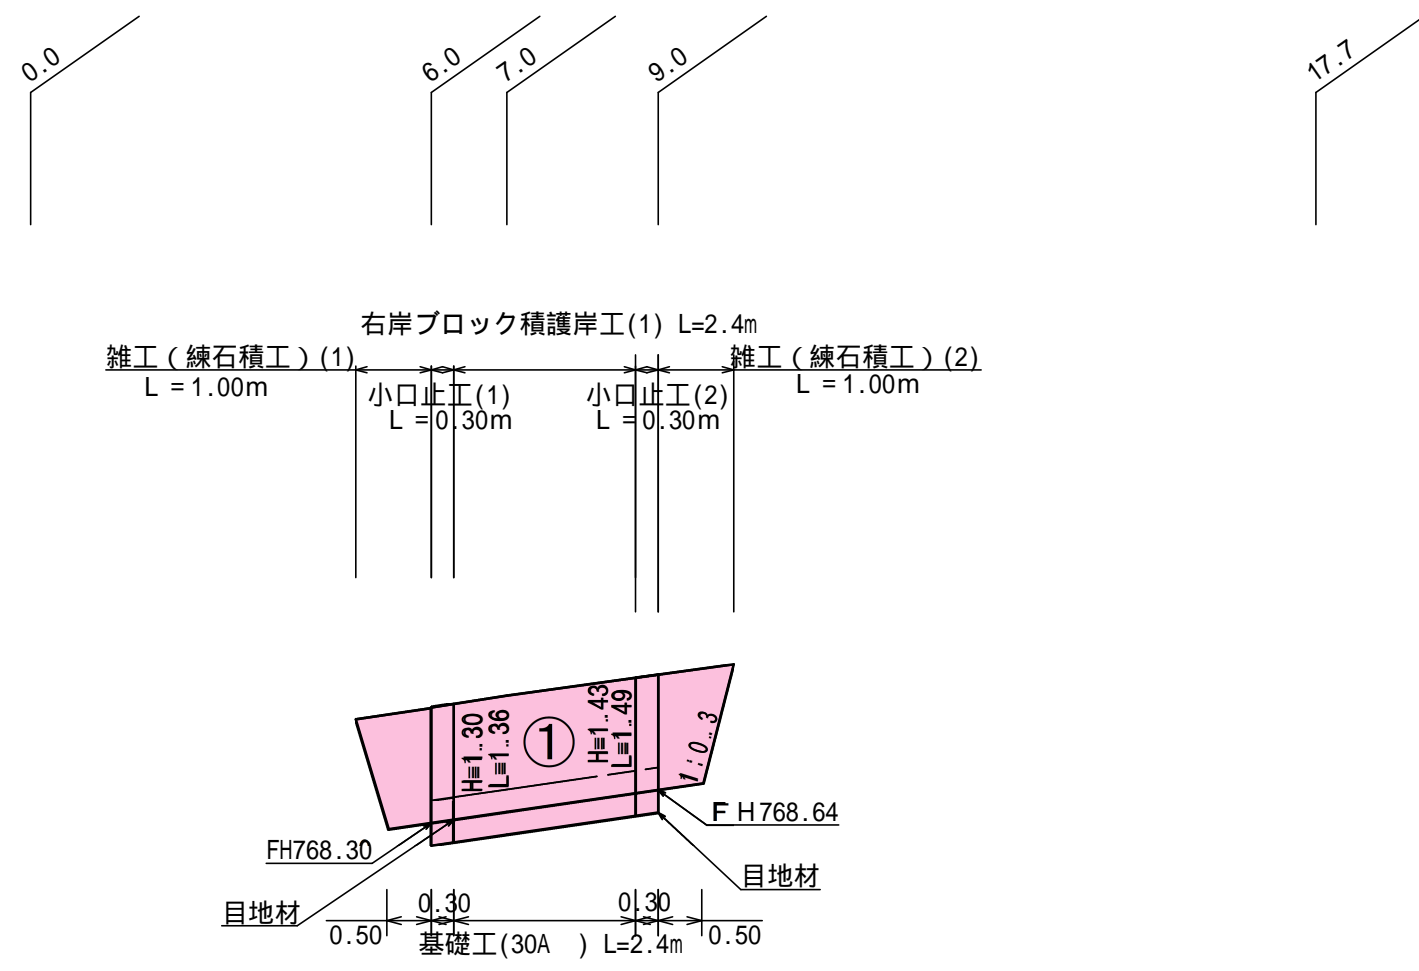 0.0
6.0
7.0
9.0
17.7
右岸ブロック積護岸工(1) L=2.4m
雑工（練石積工）(1)
L =1.00m
雑工（練石積工）(2)
L =1.00m
小口止工(1)
L =0.30m
小口止工(2)
L =0.30m
H=1.30
L=1.36
①
H=1.43
L=1.49
1:0.3
FH768.30
F H768.64
目地材
目地材
0.30
0.30
0.50
0.50
基礎工(30A ) L=2.4m